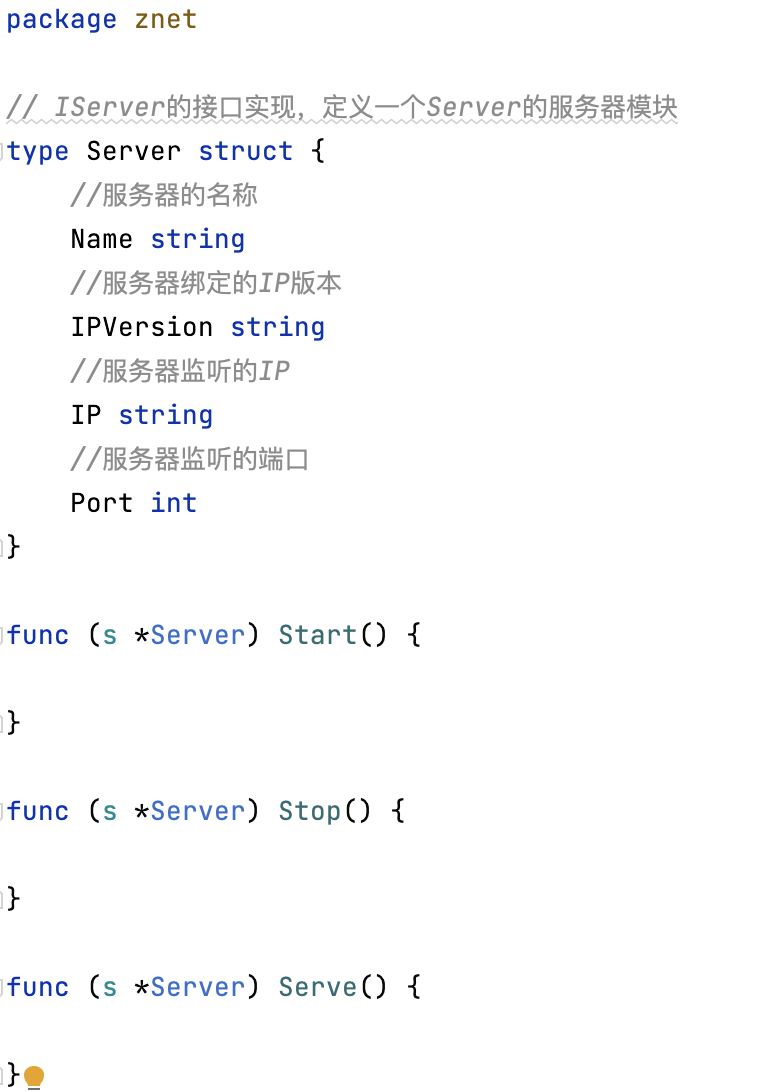 package znet
// IServer的接口实现，定义一个Server的服务器模块
type Server struct {
//服务器的名称
Name string
//服务器绑定的IP版本
IPVersion string
//服务器监听的IP
IP string
//服务器监听的端口
Port int
}
func (s *Server) Start() {
}
func (s *Server) Stop() {
}
func (s *Server) Serve() {
}